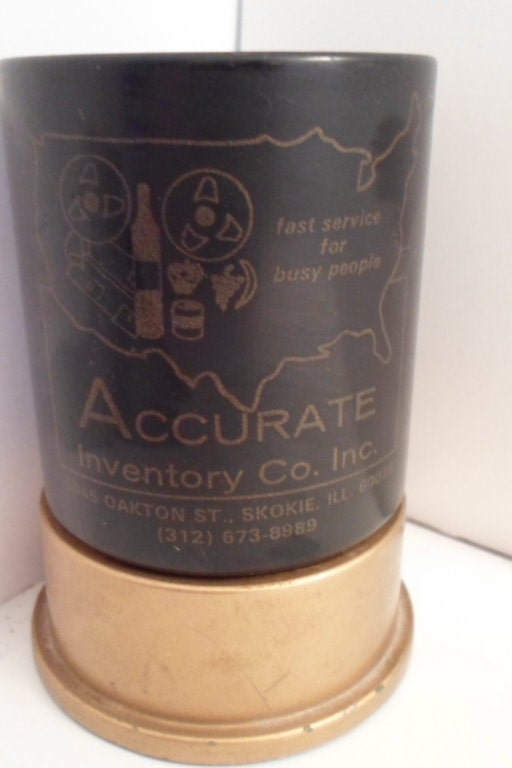 fast service
for
busy people
ACCURATE
Inventory Co. Inc.
OAKTON ST., SKOKIE, ILL.
(312) 673-8989